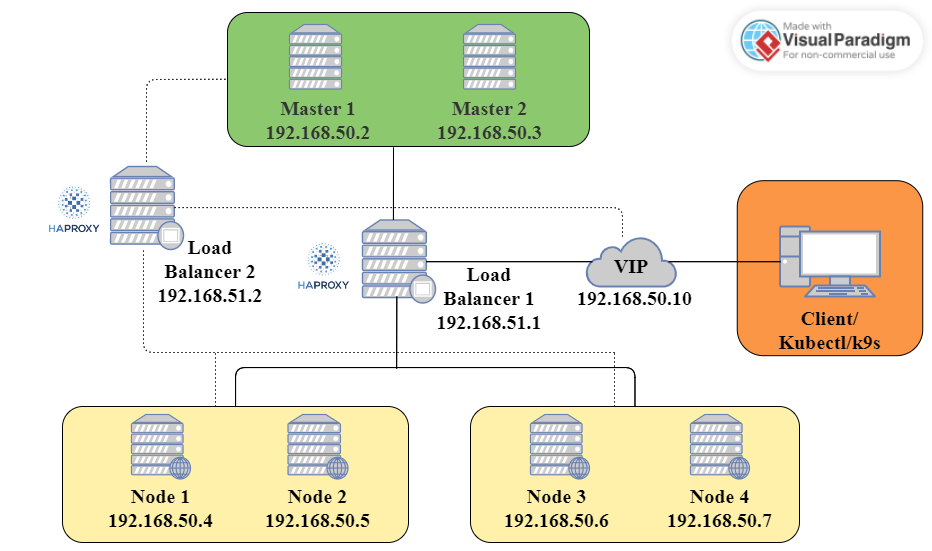 Made with
VisualParadigm
For non-commercial use
Master 1
192.168.50.2
Master 2
192.168.50.3
HAPROXY
Load
Balancer 2
192.168.51.2
HAPROXY
Load
Balancer 1
192.168.51.1
VIP
192.168.50.10
Client/
Kubectl/k9s
Node 1
192.168.50.4
Node 2
192.168.50.5
Node 3
192.168.50.6
Node 4
192.168.50.7